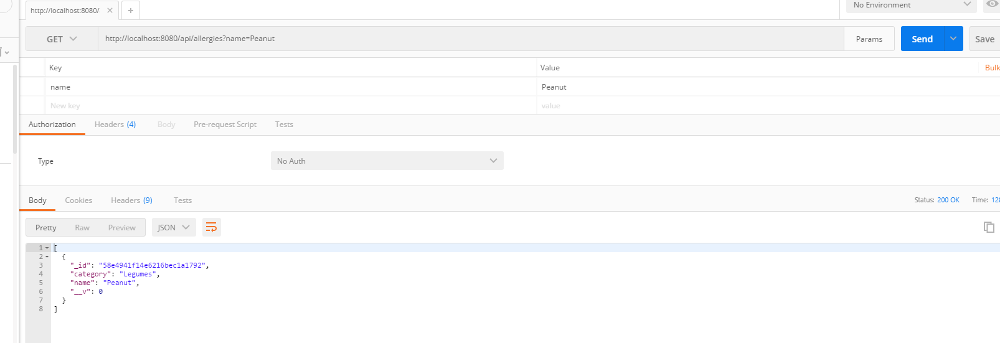 http://localhost:8080/
No Environment
GET http://localhost:8080/api/allergies?name=Peanut Params Send Save
Key Value Bulk
name Peanut
New key value
Authorization Headers (4) Body Pre-request Script Tests
Type No Auth
Body Cookies Headers (9) Tests Status: 200 OK Time: 128
Pretty Raw Preview JSON
1 [
2 {
3 "_id": "58e4941f14e6216bec1a1792",
4 "category": "Legumes",
5 "name": "Peanut",
6 "__v": 0
7 }
8 ]